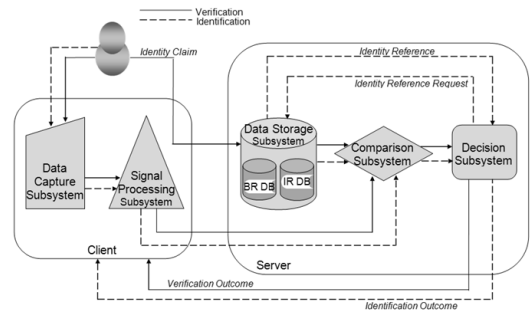 Verification
Identification
Identity Claim
Identity Reference
Identity Reference Request
Data Storage
Subsystem
BR DB
IR DB
Comparison
Subsystem
Decision
Subsystem
Data
Capture
Subsystem
Signal
Processing
Subsystem
Client
Server
Verification Outcome
Identification Outcome